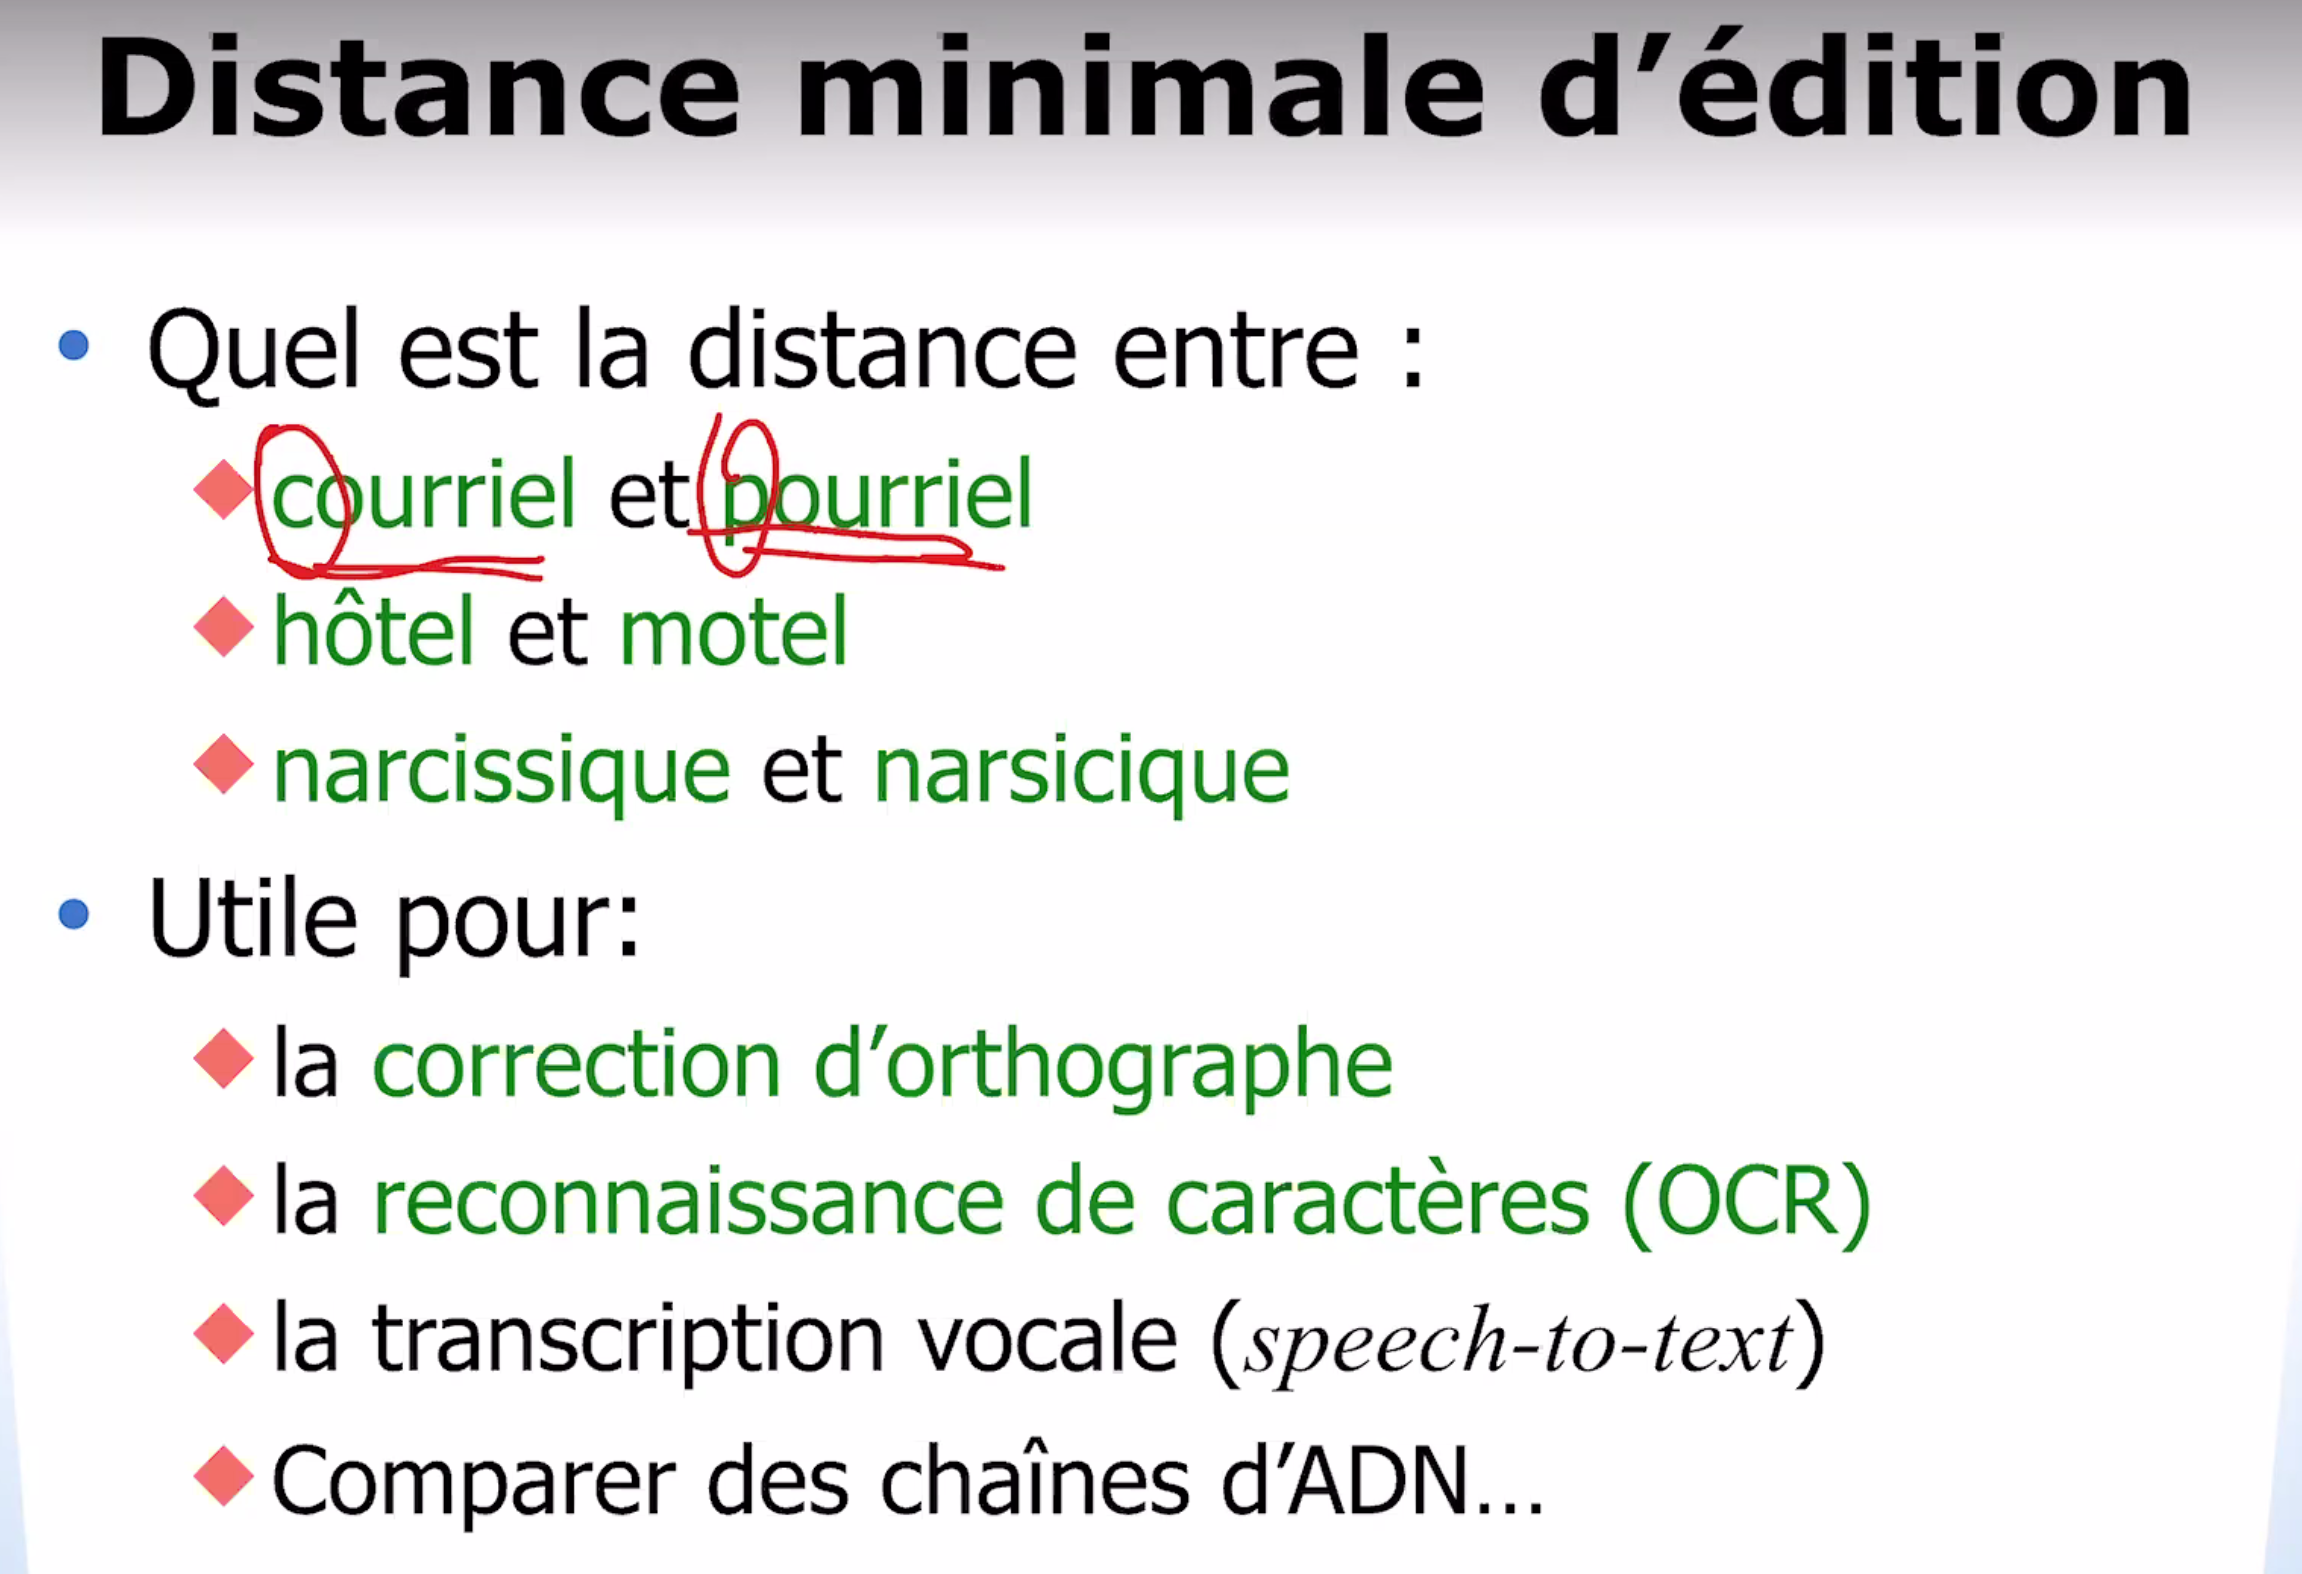 Distance minimale d’édition
• Quel est la distance entre :
◆ courriel et pourriel
◆ hôtel et motel
◆ narcissique et narsicique
• Utile pour:
◆ la correction d’orthographe
◆ la reconnaissance de caractères (OCR)
◆ la transcription vocale (speech-to-text)
◆ Comparer des chaînes d’ADN...